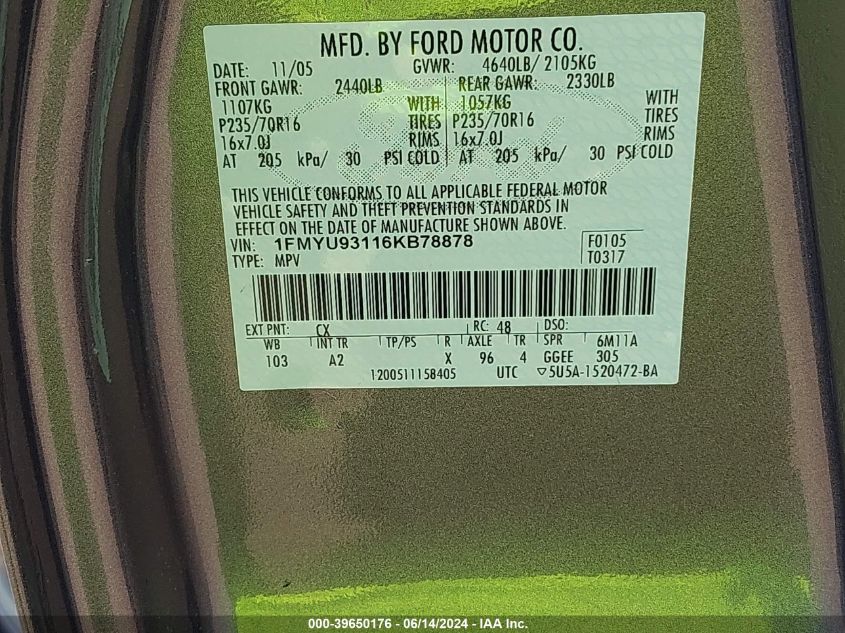 MFD. BY FORD MOTOR CO.
DATE: 11/05 GVWR: 4640LB/ 2105KG
FRONT GAWR: 2440LB REAR GAWR: 2330LB
1107KG WITH 1057KG WITH
P235/70R16 TIRES P235/70R16 TIRES
16x7.0J RIMS 16x7.0J RIMS
AT 205 kPa/ 30 PSI COLD AT 205 kPa/ 30 PSI COLD
THIS VEHICLE CONFORMS TO ALL APPLICABLE FEDERAL MOTOR
VEHICLE SAFETY AND THEFT PREVENTION STANDARDS IN
EFFECT ON THE DATE OF MANUFACTURE SHOWN ABOVE.
VIN: 1FMYU93116KB78878 F0105
TYPE: MPV T0317
EXT PNT: CX RC: 48 DSO:
WB INT TR TP/PS R AXLE TR SPR 6M11A
103 A2 X 96 4 GGEE 305
1200511158405 UTC ▽5U5A-1520472-BA
000-39650176 - 06/14/2024 - IAA Inc.